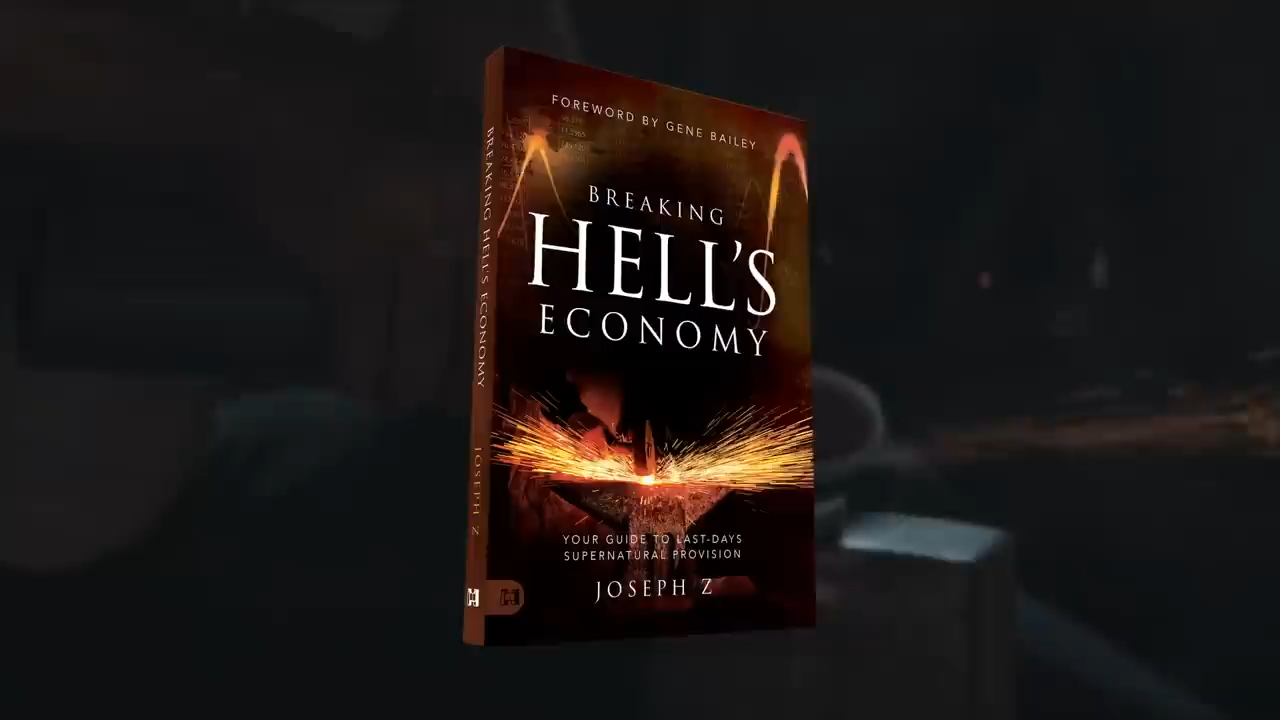 FOREWORD BY GENE BAILEY
BREAKING
HELL'S
ECONOMY
YOUR GUIDE TO LAST-DAYS
SUPERNATURAL PROVISION
JOSEPH Z
BREAKING HELL'S ECONOMY
JOSEPH Z